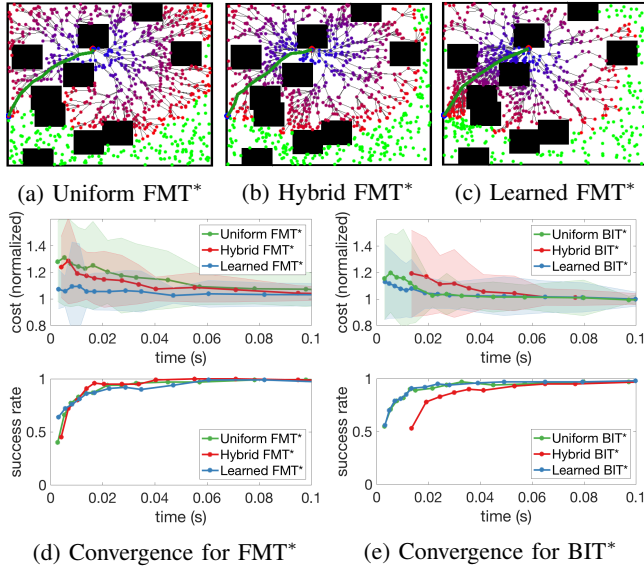 (a) Uniform FMT* (b) Hybrid FMT* (c) Learned FMT*
cost (normalized)
1.4
1.2
1
0.8
Uniform FMT*
Hybrid FMT*
Learned FMT*
0 0.02 0.04 0.06 0.08 0.1
time (s)
cost (normalized)
1.4
1.2
1
0.8
Uniform BIT*
Hybrid BIT*
Learned BIT*
0 0.02 0.04 0.06 0.08 0.1
time (s)
success rate
1
0.5
0
Uniform FMT*
Hybrid FMT*
Learned FMT*
0 0.02 0.04 0.06 0.08 0.1
time (s)
success rate
1
0.5
0
Uniform BIT*
Hybrid BIT*
Learned BIT*
0 0.02 0.04 0.06 0.08 0.1
time (s)
(d) Convergence for FMT* (e) Convergence for BIT*